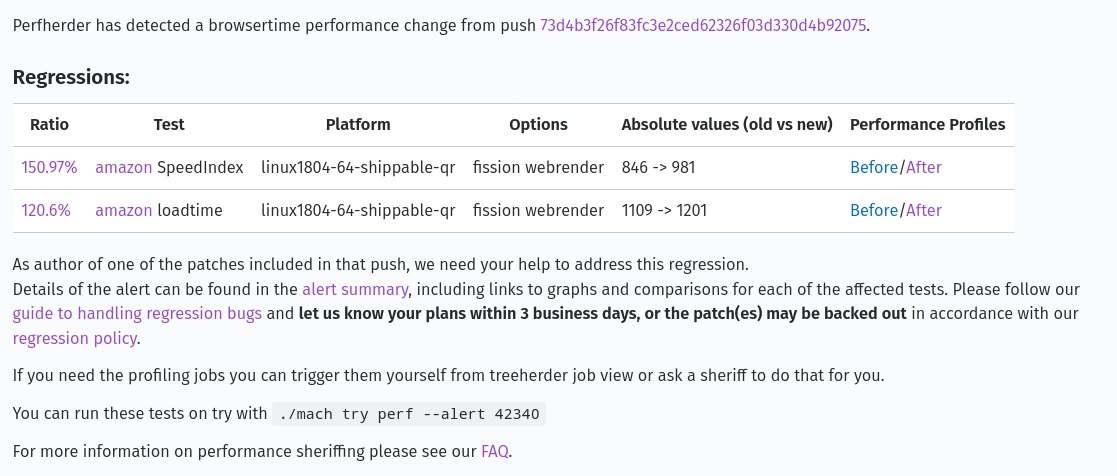 Perfherder has detected a browsertime performance change from push 73d4b3f26f83fc3e2ced62326f03d330d4b92075.
Regressions:
Ratio Test Platform Options Absolute values (old vs new) Performance Profiles
150.97% amazon SpeedIndex linux1804-64-shippable-qr fission webrender 846 -> 981 Before/After
120.6% amazon loadtime linux1804-64-shippable-qr fission webrender 1109 -> 1201 Before/After
As author of one of the patches included in that push, we need your help to address this regression.
Details of the alert can be found in the alert summary, including links to graphs and comparisons for each of the affected tests. Please follow our
guide to handling regression bugs and let us know your plans within 3 business days, or the patch(es) may be backed out in accordance with our
regression policy.
If you need the profiling jobs you can trigger them yourself from treeherder job view or ask a sheriff to do that for you.
You can run these tests on try with ./mach try perf --alert 42340
For more information on performance sheriffing please see our FAQ.